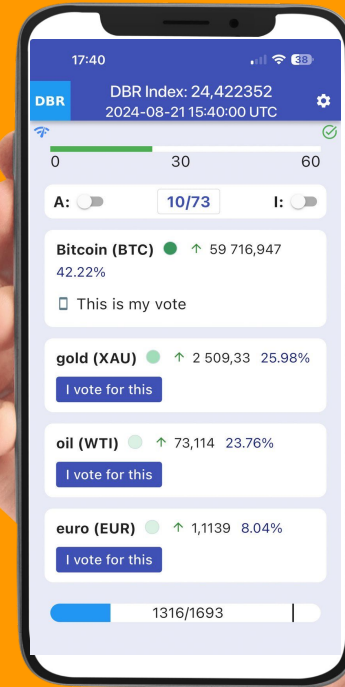 17:40
38
DBR
DBR Index: 24,422352
2024-08-21 15:40:00 UTC
0 30 60
A: 10/73 I:
Bitcoin (BTC) ↑ 59 716,947
42.22%
This is my vote
gold (XAU) ↑ 2 509,33 25.98%
I vote for this
oil (WTI) ↑ 73,114 23.76%
I vote for this
euro (EUR) ↑ 1,1139 8.04%
I vote for this
1316/1693